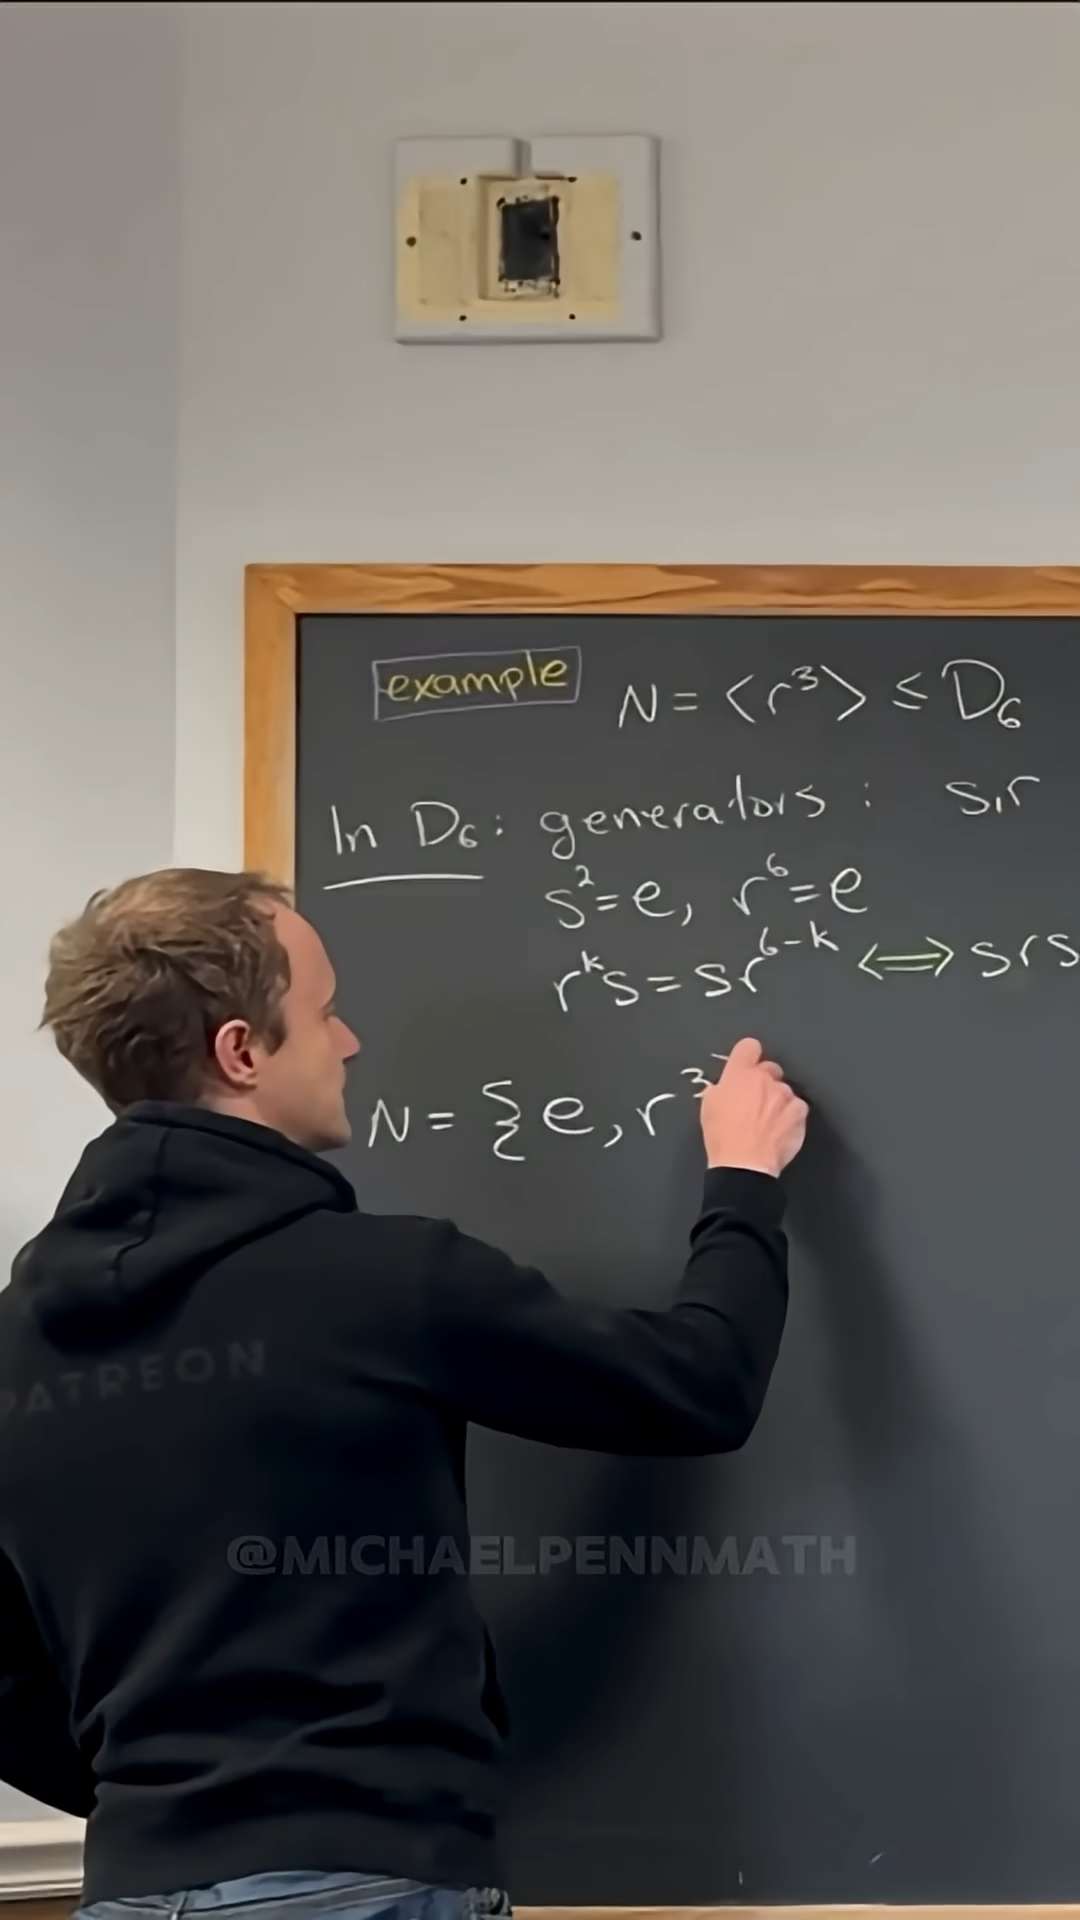 example N = ⟨r³⟩ ≤ D₆
In D₆: generators : s,r
s²=e, r⁶=e
rᵏs = sr⁶⁻ᵏ ⟺ srs
N = {e, r³
PATREON
@MICHAELPENNMATH